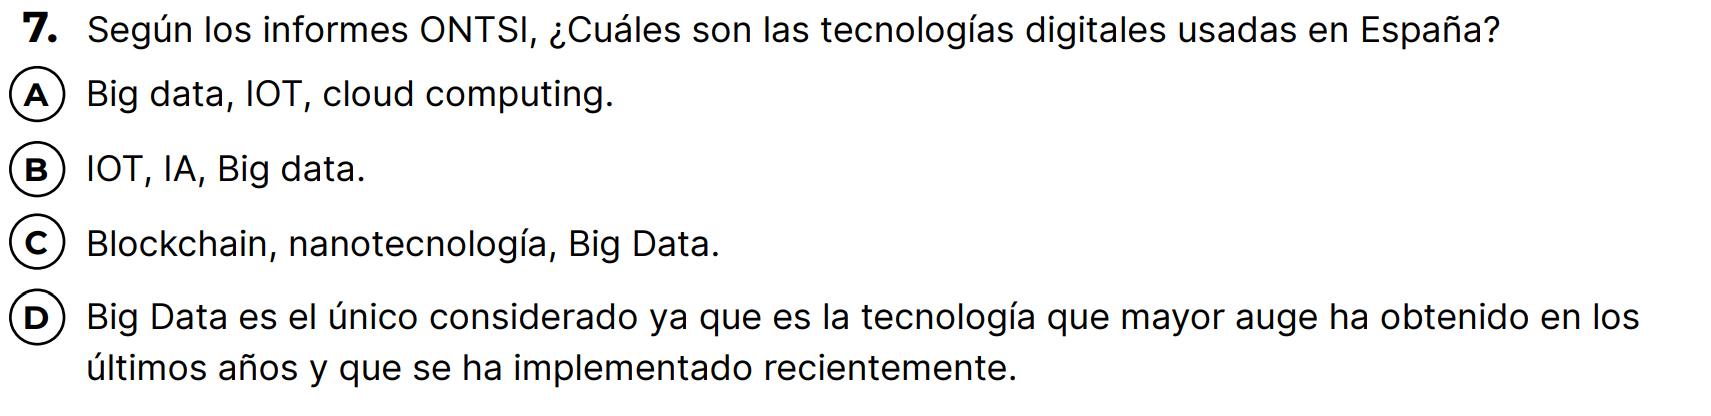 7. Según los informes ONTSI, ¿Cuáles son las tecnologías digitales usadas en España?
A Big data, IOT, cloud computing.
B IOT, IA, Big data.
C Blockchain, nanotecnología, Big Data.
D Big Data es el único considerado ya que es la tecnología que mayor auge ha obtenido en los
últimos años y que se ha implementado recientemente.